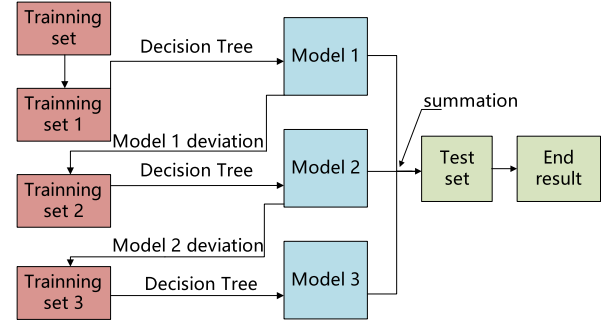 Trainning
set
Decision Tree
Model 1
Trainning
set 1
summation
Model 1 deviation
Decision Tree
Model 2
Test
set
End
result
Trainning
set 2
Model 2 deviation
Decision Tree
Model 3
Trainning
set 3